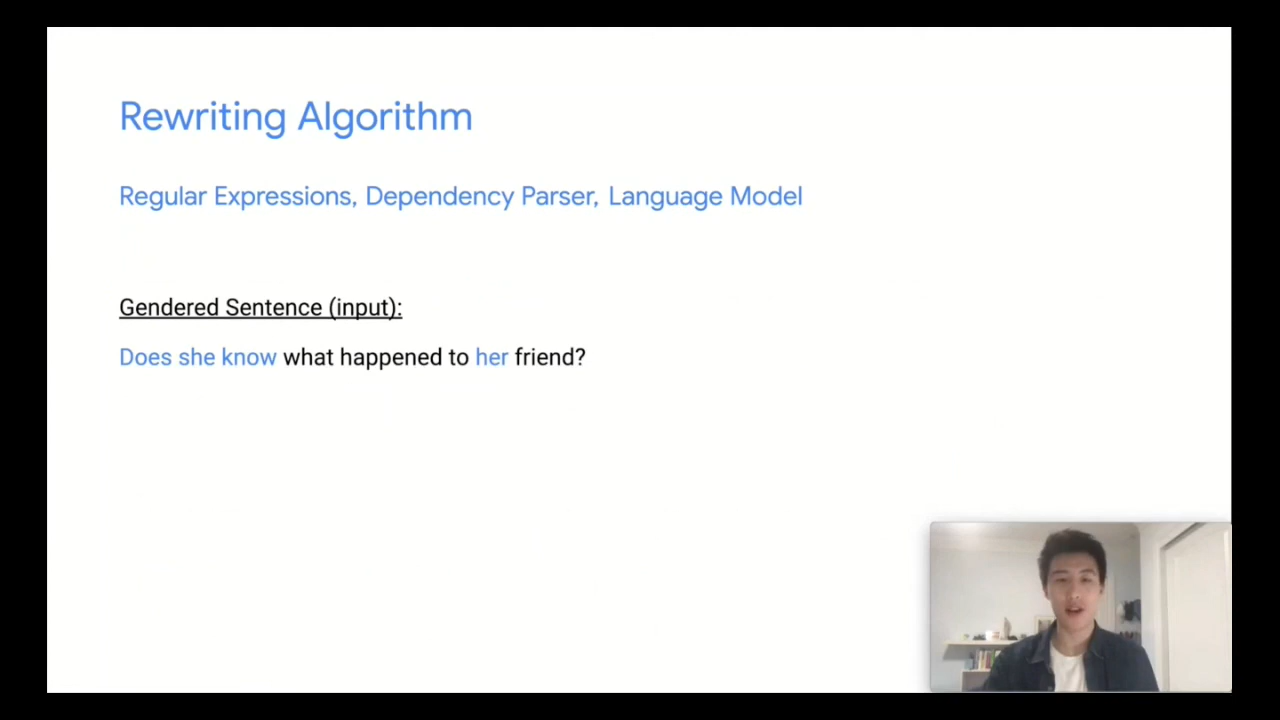 Rewriting Algorithm
Regular Expressions, Dependency Parser, Language Model
Gendered Sentence (input):
Does she know what happened to her friend?